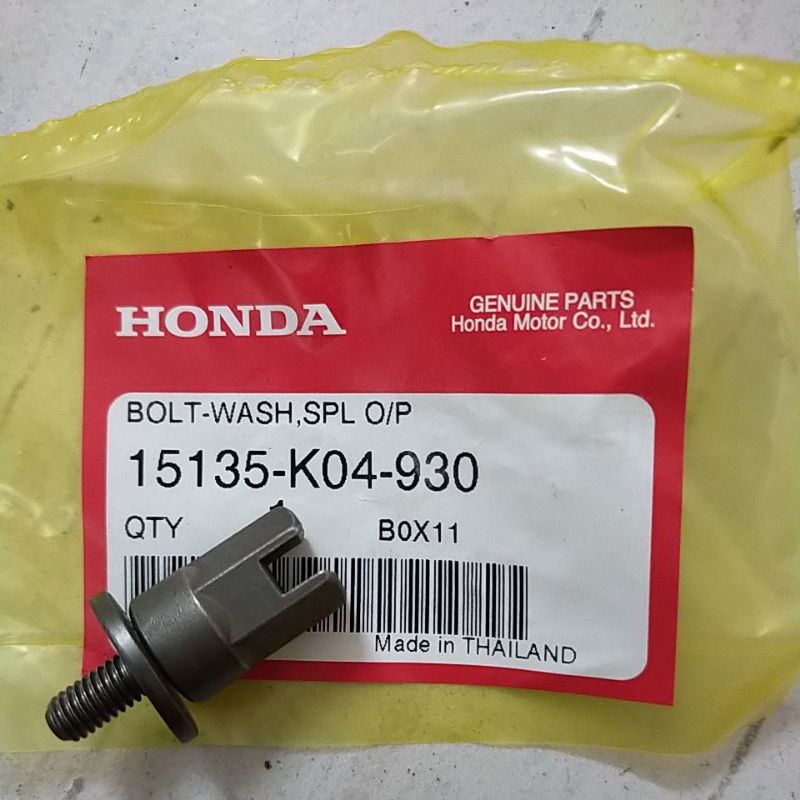 HONDA
GENUINE PARTS
Honda Motor Co., Ltd.
BOLT-WASH,SPL O/P
15135-K04-930
QTY
B0X11
Made in THAILAND